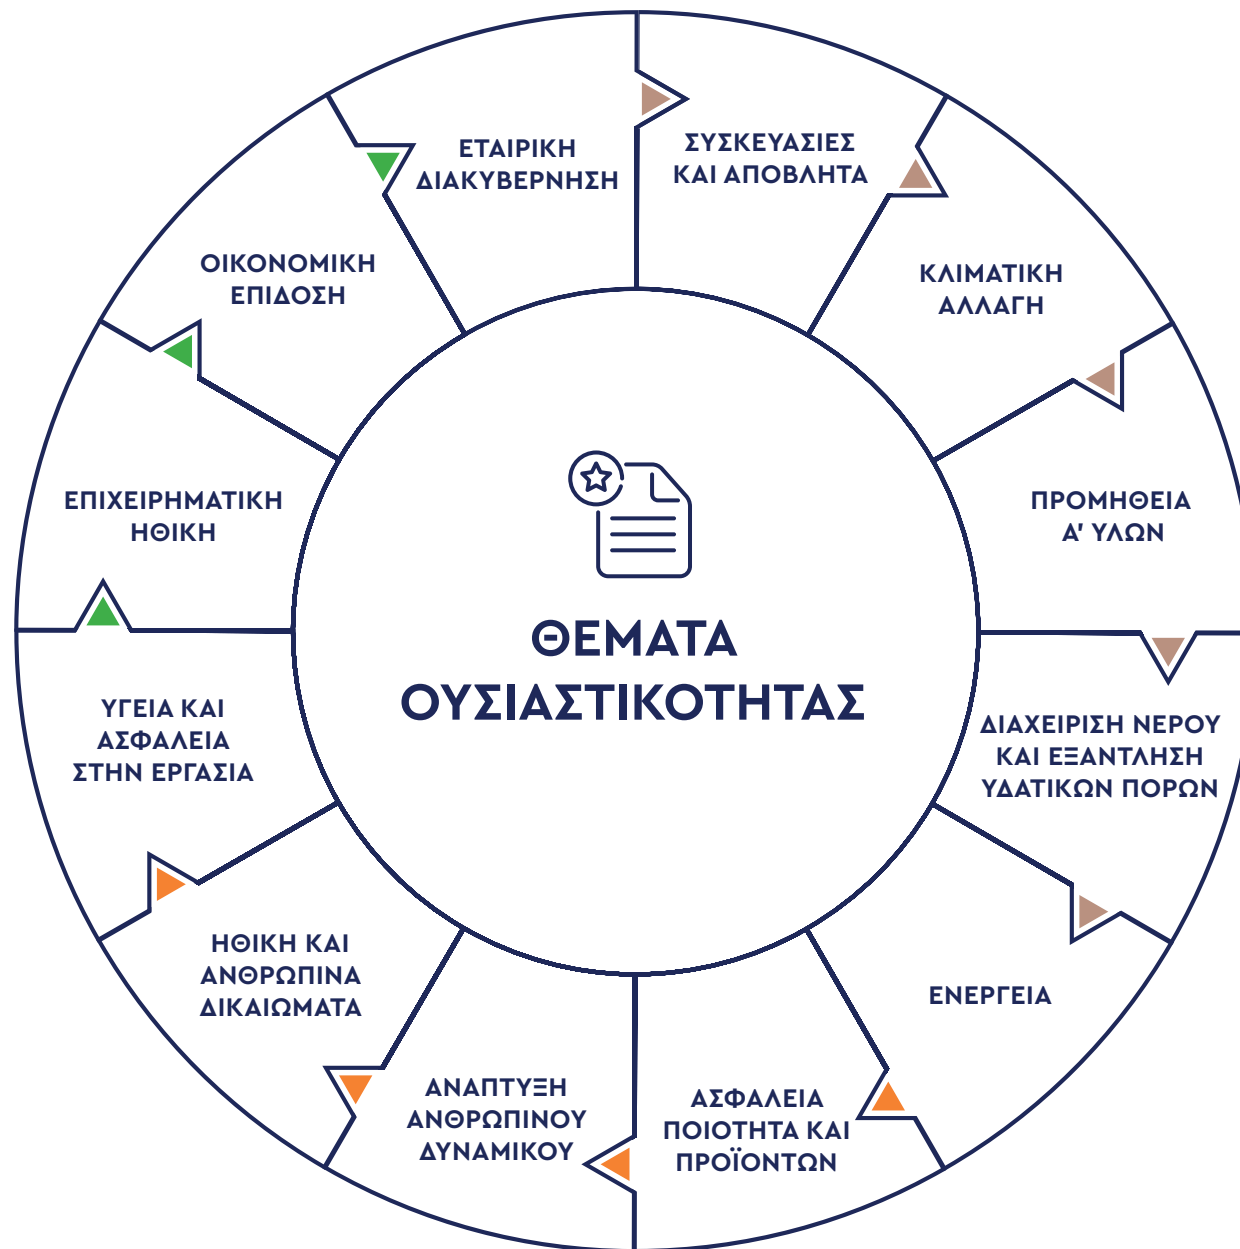 ΕΤΑΙΡΙΚΗ
ΔΙΑΚΥΒΕΡΝΗΣΗ
ΣΥΣΚΕΥΑΣΙΕΣ
ΚΑΙ ΑΠΟΒΛΗΤΑ
ΚΛΙΜΑΤΙΚΗ
ΑΛΛΑΓΗ
ΠΡΟΜΗΘΕΙΑ
Α' ΥΛΩΝ
ΔΙΑΧΕΙΡΙΣΗ ΝΕΡΟΥ
ΚΑΙ ΕΞΑΝΤΛΗΣΗ
ΥΔΑΤΙΚΩΝ ΠΟΡΩΝ
ΕΝΕΡΓΕΙΑ
ΑΣΦΑΛΕΙΑ
ΠΟΙΟΤΗΤΑ ΚΑΙ
ΠΡΟΪΟΝΤΩΝ
ΑΝΑΠΤΥΞΗ
ΑΝΘΡΩΠΙΝΟΥ
ΔΥΝΑΜΙΚΟΥ
ΗΘΙΚΗ ΚΑΙ
ΑΝΘΡΩΠΙΝΑ
ΔΙΚΑΙΩΜΑΤΑ
ΥΓΕΙΑ ΚΑΙ
ΑΣΦΑΛΕΙΑ
ΣΤΗΝ ΕΡΓΑΣΙΑ
ΕΠΙΧΕΙΡΗΜΑΤΙΚΗ
ΗΘΙΚΗ
ΟΙΚΟΝΟΜΙΚΗ
ΕΠΙΔΟΣΗ
ΘΕΜΑΤΑ
ΟΥΣΙΑΣΤΙΚΟΤΗΤΑΣ